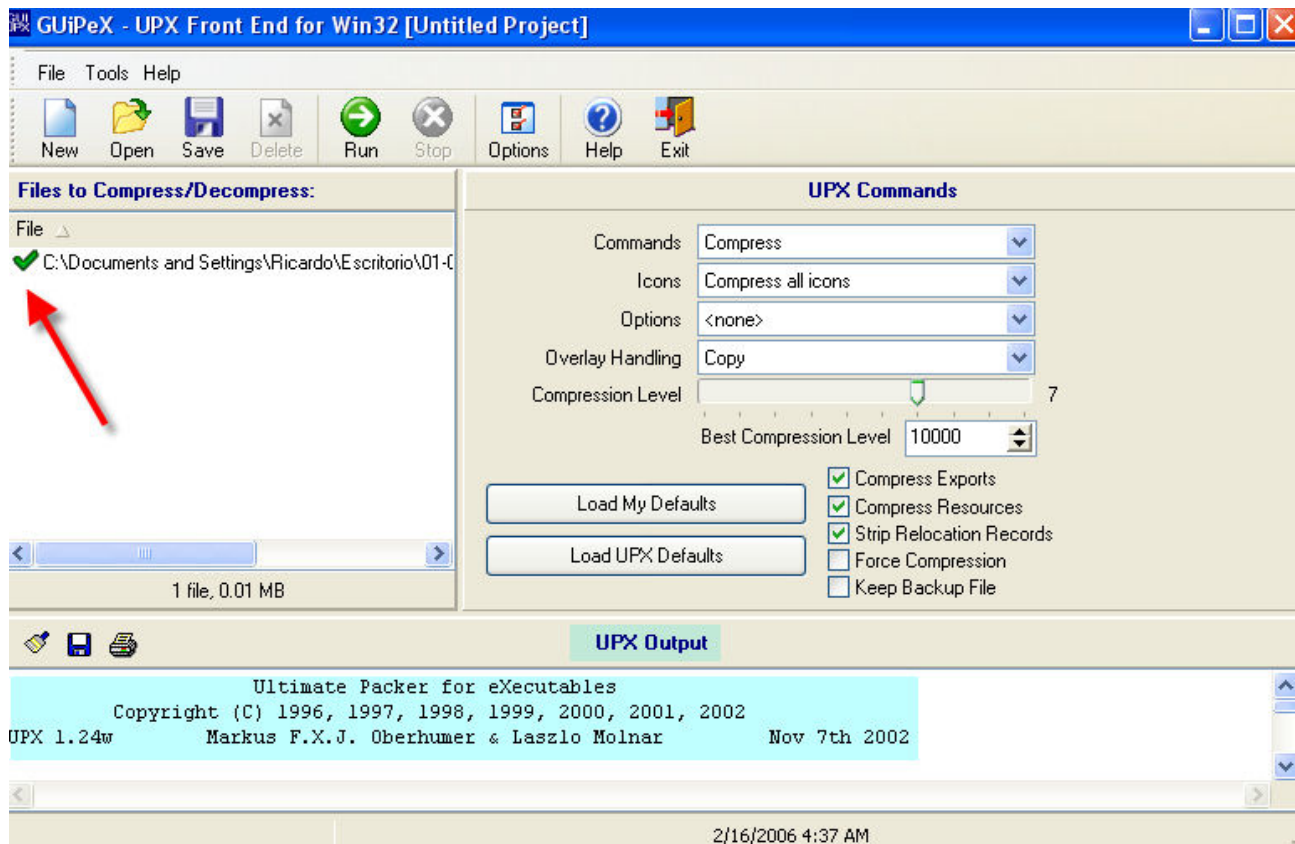 GUiPeX - UPX Front End for Win32 [Untitled Project]
File Tools Help
New Open Save Delete Run Stop Options Help Exit
Files to Compress/Decompress:
File
C:\Documents and Settings\Ricardo\Escritorio\01-
1 file, 0.01 MB
UPX Commands
Commands Compress
Icons Compress all icons
Options <none>
Overlay Handling Copy
Compression Level 7
Best Compression Level 10000
Load My Defaults
Load UPX Defaults
Compress Exports
Compress Resources
Strip Relocation Records
Force Compression
Keep Backup File
UPX Output
Ultimate Packer for eXecutables
Copyright (C) 1996, 1997, 1998, 1999, 2000, 2001, 2002
UPX 1.24w Markus F.X.J. Oberhumer & Laszlo Molnar Nov 7th 2002
2/16/2006 4:37 AM